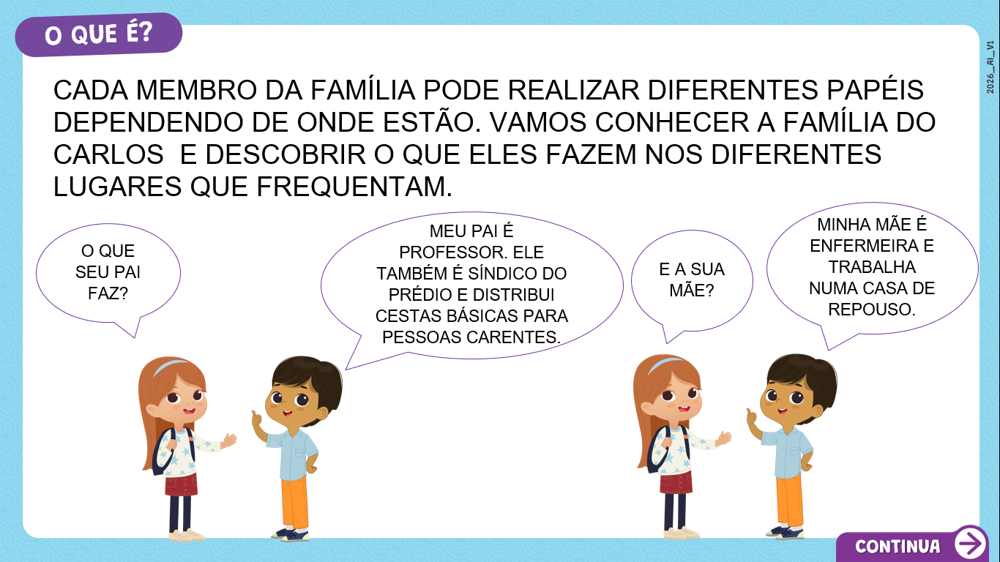 O QUE É?
2026_AI_V1
CADA MEMBRO DA FAMÍLIA PODE REALIZAR DIFERENTES PAPÉIS
DEPENDENDO DE ONDE ESTÃO. VAMOS CONHECER A FAMÍLIA DO
CARLOS  E DESCOBRIR O QUE ELES FAZEM NOS DIFERENTES
LUGARES QUE FREQUENTAM.
O QUE
SEU PAI
FAZ?
MEU PAI É
PROFESSOR. ELE
TAMBÉM É SÍNDICO DO
PRÉDIO E DISTRIBUI
CESTAS BÁSICAS PARA
PESSOAS CARENTES.
E A SUA
MÃE?
MINHA MÃE É
ENFERMEIRA E
TRABALHA
NUMA CASA DE
REPOUSO.
CONTINUA